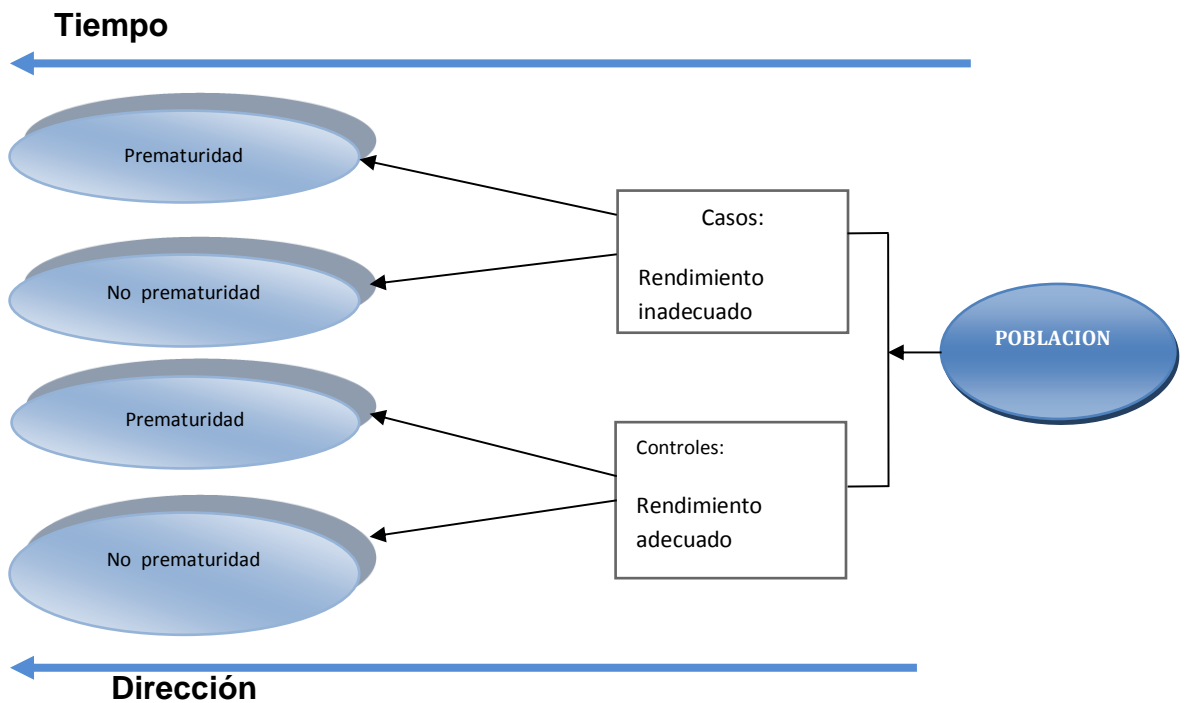 Tiempo
Prematuridad
No prematuridad
Prematuridad
No prematuridad
Casos:
Rendimiento
inadecuado
Controles:
Rendimiento
adecuado
POBLACION
Dirección